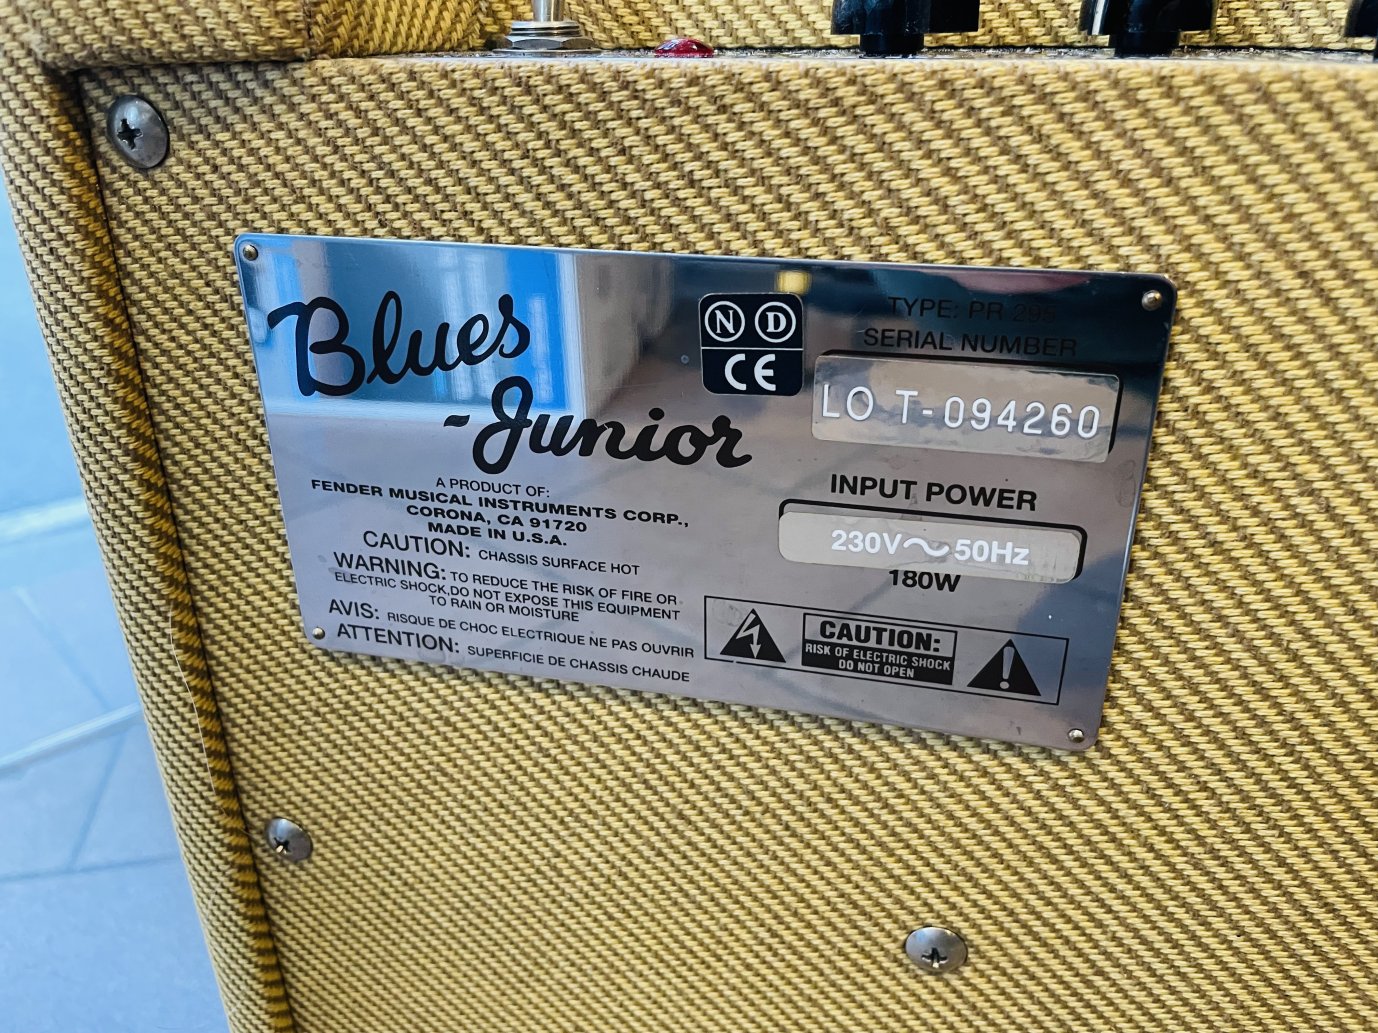 Blues
-Junior
A PRODUCT OF:
FENDER MUSICAL INSTRUMENTS CORP.,
CORONA, CA 91720
MADE IN U.S.A.
CAUTION: CHASSIS SURFACE HOT
WARNING: TO REDUCE THE RISK OF FIRE OR
ELECTRIC SHOCK,DO NOT EXPOSE THIS EQUIPMENT
TO RAIN OR MOISTURE
AVIS: RISQUE DE CHOC ELECTRIQUE NE PAS OUVRIR
ATTENTION: SUPERFICIE DE CHASSIS CHAUDE
N D
CE
TYPE: PR 295
SERIAL NUMBER
LO T-094260
INPUT POWER
230V~50Hz
180W
CAUTION:
RISK OF ELECTRIC SHOCK
DO NOT OPEN